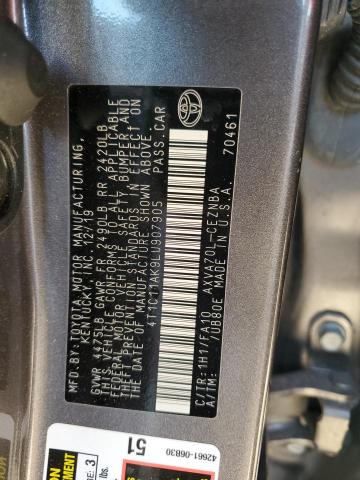 MFD.BY:TOYOTA MOTOR MANUFACTURING,
KENTUCKY, INC. 12/19
GVWR 4475LB GAWR FR 2490LB RR 2420LB
THIS VEHICLE CONFORMS TO ALL APPLICABLE
FEDERAL MOTOR VEHICLE SAFETY, BUMPER, AND
THEFT PREVENTION STANDARDS IN EFFECT ON
THE DATE OF MANUFACTURE SHOWN ABOVE.
4T1C11AK9LU907905 PASS.CAR
C/TR:1H1/FA10 AXVA70L-CEZNBA
A/TM: /UB80E MADE IN U.S.A. 70461
42661-06B30
51
3
lbs.